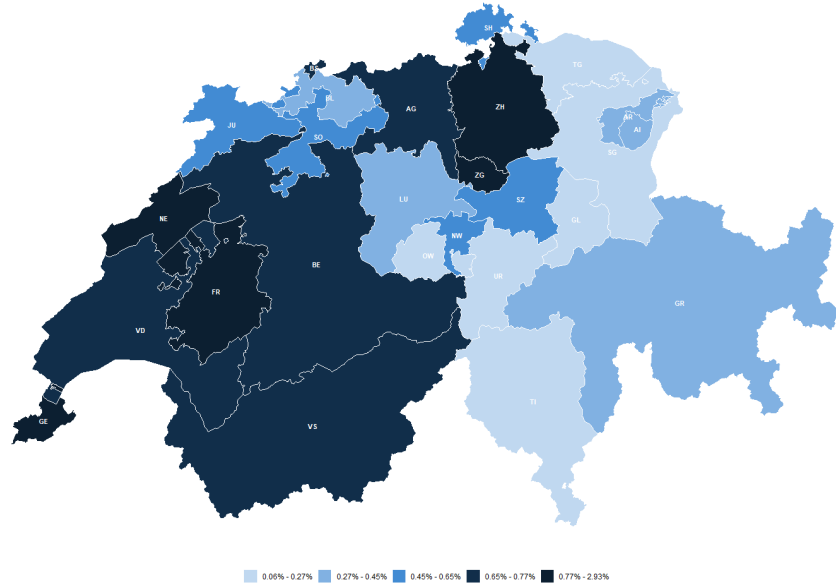 SH
TG
BS
BL
AG
ZH
AR
AI
JU
SO
SG
ZG
LU
SZ
NE
GL
NW
BE
OW
UR
FR
GR
VD
TI
GE
VS
0.06% - 0.27% 0.27% - 0.45% 0.45% - 0.65% 0.65% - 0.77% 0.77% - 2.93%